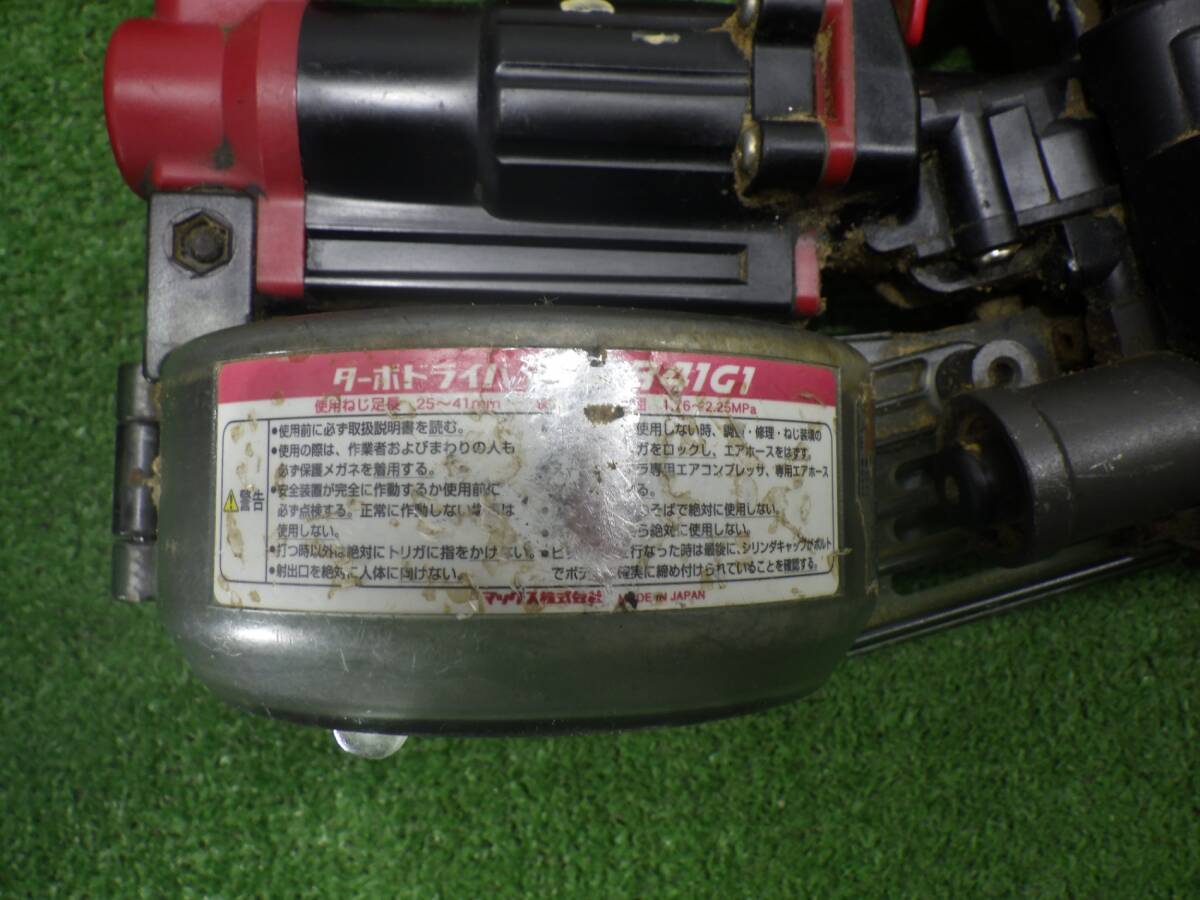 ターボドライバ 341G1
使用ねじ足長 25〜41mm 1.76〜2.25MPa
警告
●使用前に必ず取扱説明書を読む。
●使用の際は、作業者およびまわりの人も
必ず保護メガネを着用する。
●安全装置が完全に作動するか使用前に
必ず点検する。正常に作動しない は
使用しない。
●打つ時以外は絶対にトリガに指をかけない。
●射出口を絶対に人体に向けない。
使用しない時、調整・修理・ねじ装填の
ガをロックし、エアホースをはずす。
ラ専用エアコンプレッサ、専用エアホース
る。
そばで絶対に使用しない。
ら絶対に使用しない。
行なった時は最後に、シリンダキャップがボルト
でボデ 確実に締め付けられていることを確認する。
マックス株式会社 MADE IN JAPAN